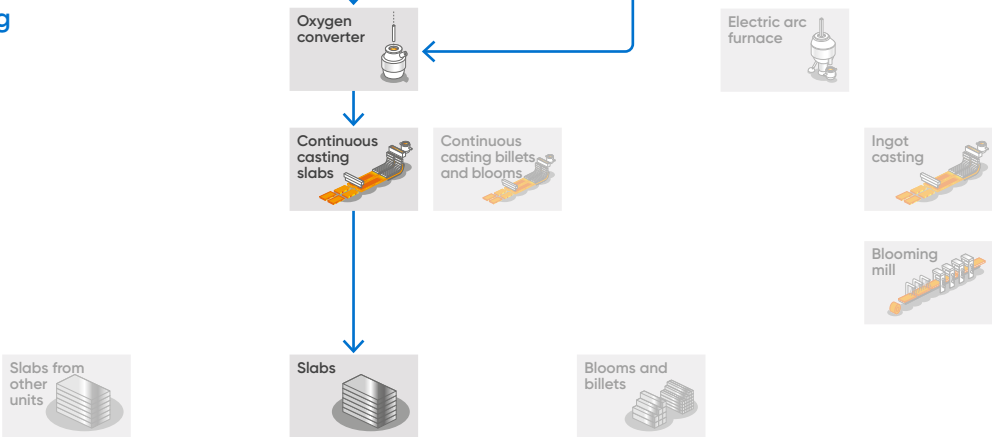 g
Oxygen
converter
Electric arc
furnace
Continuous
casting
slabs
Continuous
casting billets
and blooms
Ingot
casting
Blooming
mill
Slabs from
other
units
Slabs
Blooms and
billets